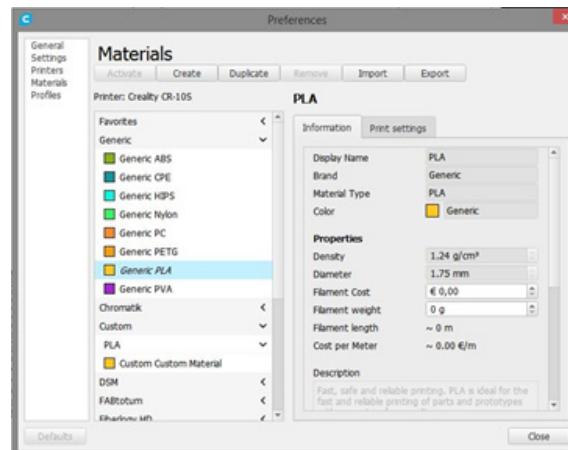 Preferences
General
Settings
Printers
Materials
Profiles
Materials
Activate Create Duplicate Remove Import Export
Printer: Creality CR-10S
Favorites
Generic
Generic ABS
Generic CPE
Generic HIPS
Generic Nylon
Generic PC
Generic PETG
Generic PLA
Generic PVA
Chromatik
Custom
PLA
Custom Custom Material
DSM
FABtotum
Fiberlogy HD
PLA
Information Print settings
Display Name PLA
Brand Generic
Material Type PLA
Color Generic
Properties
Density 1.24 g/cm³
Diameter 1.75 mm
Filament Cost € 0,00
Filament weight 0 g
Filament length ~ 0 m
Cost per Meter ~ 0.00 €/m
Description
Fast, safe and reliable printing. PLA is ideal for the
fast and reliable printing of parts and prototypes
Defaults Close